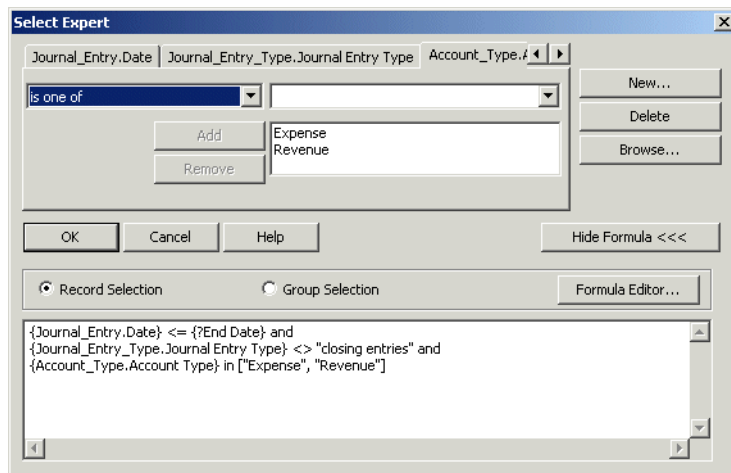 Select Expert
Journal_Entry.Date Journal_Entry_Type.Journal Entry Type Account_Type.
is one of
New...
Add
Expense
Delete
Revenue
Remove
Browse...
OK Cancel Help Hide Formula <<<
Record Selection Group Selection Formula Editor...
{Journal_Entry.Date} <= {?End Date} and
{Journal_Entry_Type.Journal Entry Type} <> "closing entries" and
{Account_Type.Account Type} in ["Expense", "Revenue"]